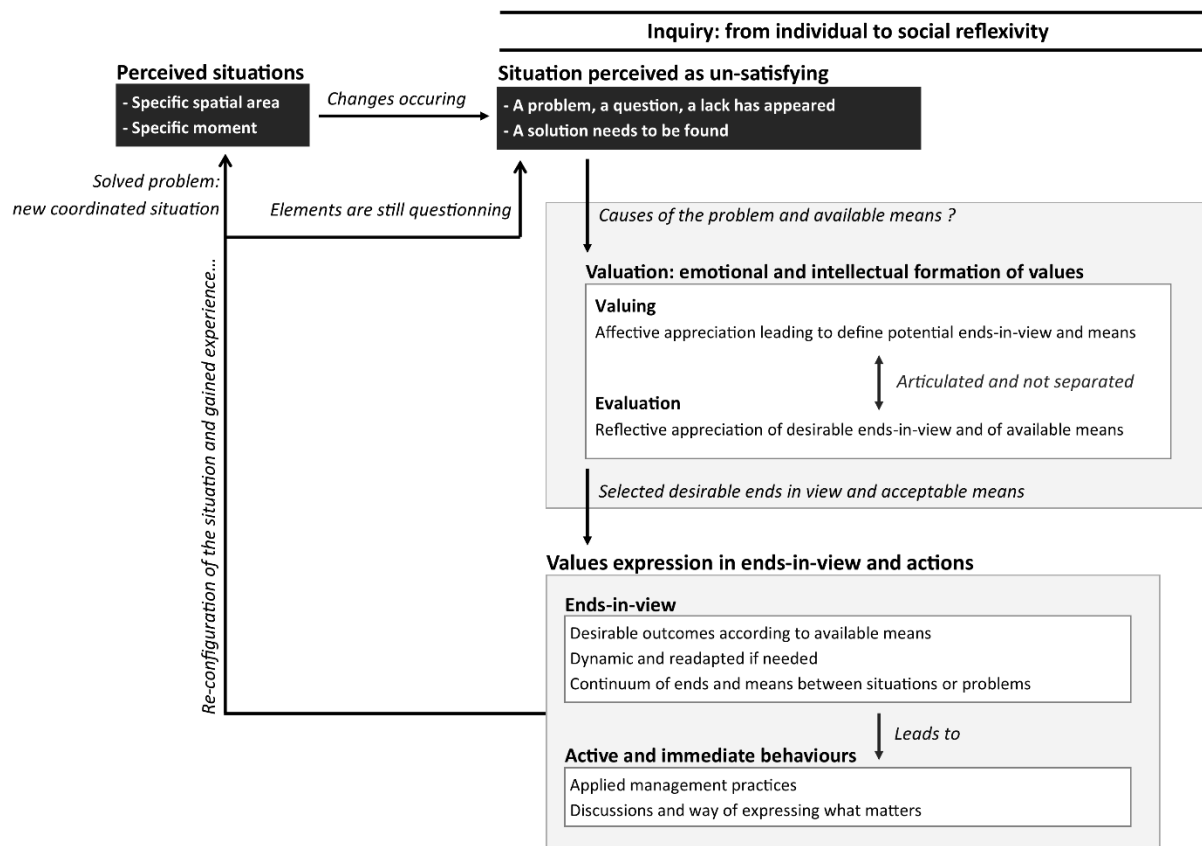 Inquiry: from individual to social reflexivity
Perceived situations
- Specific spatial area
- Specific moment
Changes occuring
Situation perceived as un-satisfying
- A problem, a question, a lack has appeared
- A solution needs to be found
Solved problem:
new coordinated situation
Elements are still questionning
Causes of the problem and available means ?
Valuation: emotional and intellectual formation of values
Valuing
Affective appreciation leading to define potential ends-in-view and means
Articulated and not separated
Evaluation
Reflective appreciation of desirable ends-in-view and of available means
Selected desirable ends in view and acceptable means
Re-configuration of the situation and gained experience...
Values expression in ends-in-view and actions
Ends-in-view
Desirable outcomes according to available means
Dynamic and readapted if needed
Continuum of ends and means between situations or problems
Leads to
Active and immediate behaviours
Applied management practices
Discussions and way of expressing what matters